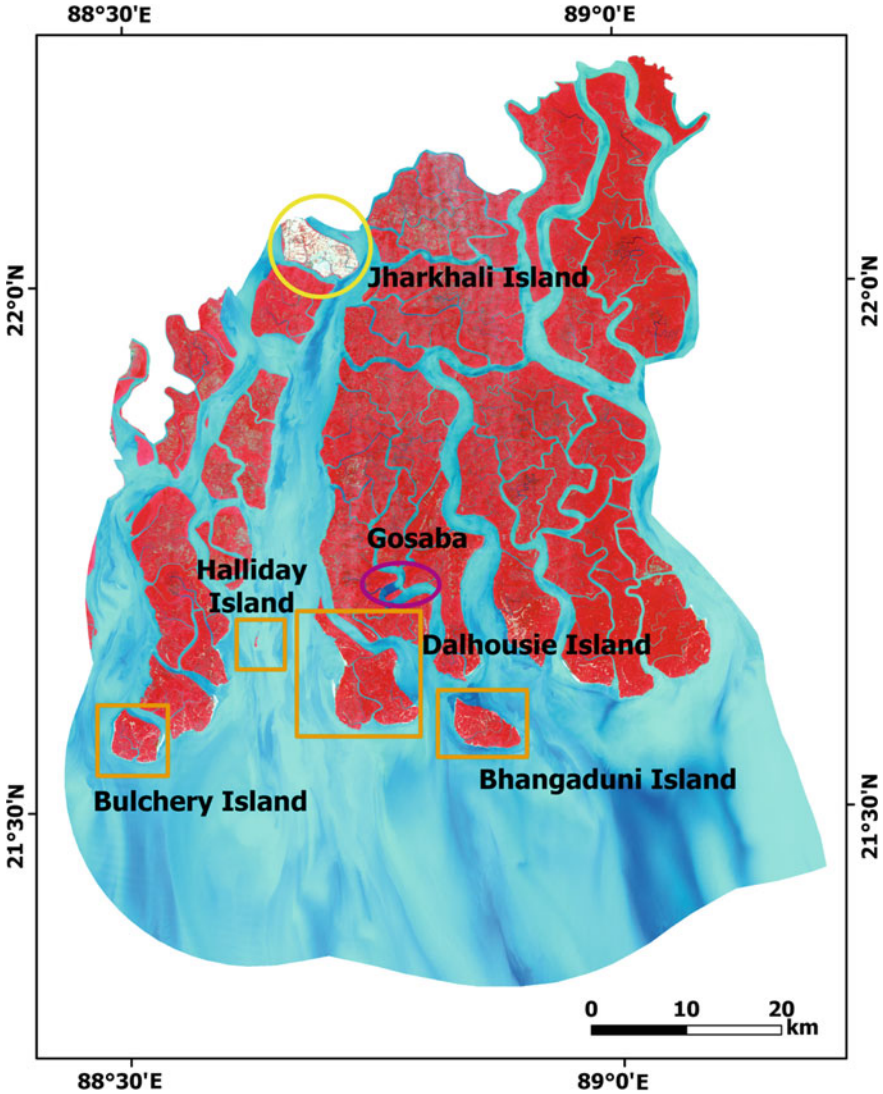 88°30'E
89°0'E
Jharkhali Island
22°0'N
22°0'N
Gosaba
Halliday
Island
Dalhousie Island
Bhangaduni Island
Bulchery Island
21°30'N
21°30'N
0 10 20
km
88°30'E
89°0'E